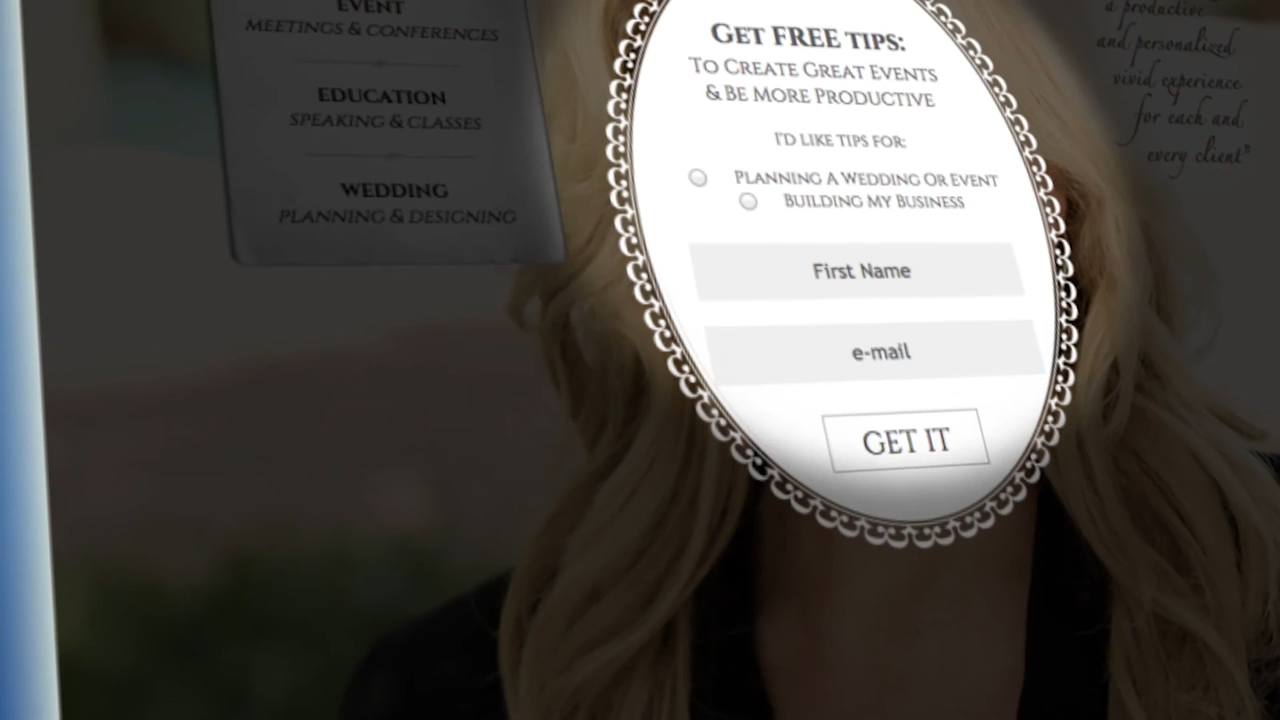 EVENT
MEETINGS & CONFERENCES
EDUCATION
SPEAKING & CLASSES
WEDDING
PLANNING & DESIGNING
GET FREE TIPS:
TO CREATE GREAT EVENTS
& BE MORE PRODUCTIVE
I'D LIKE TIPS FOR:
PLANNING A WEDDING OR EVENT
BUILDING MY BUSINESS
First Name
e-mail
GET IT
a productive
and personalized
vivid experience
for each and
every client"